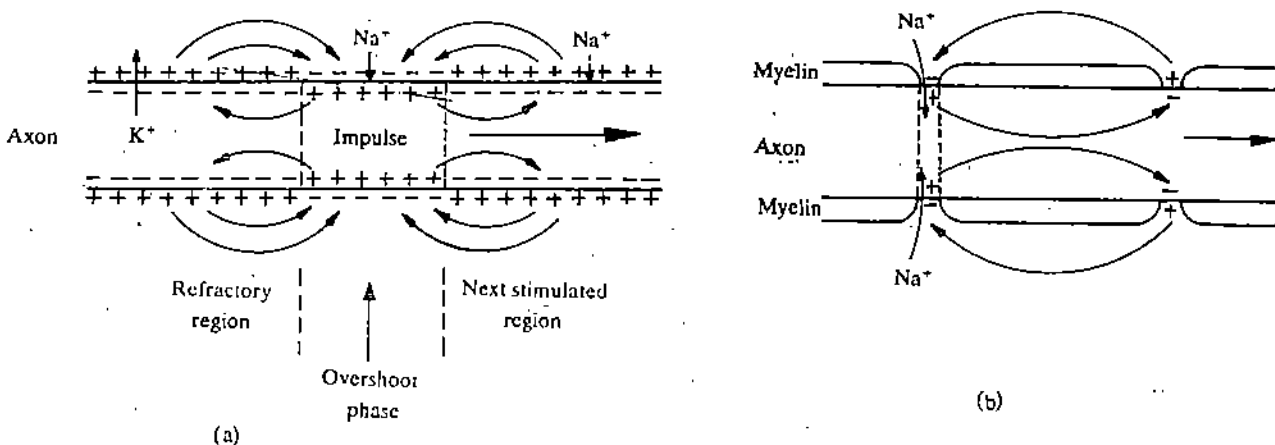 Na⁺
Na⁺
Axon
K⁺
Impulse
Refractory
region
Next stimulated
region
Overshoot
phase
(a)
Na⁺
Myelin
Axon
Myelin
Na⁺
(b)